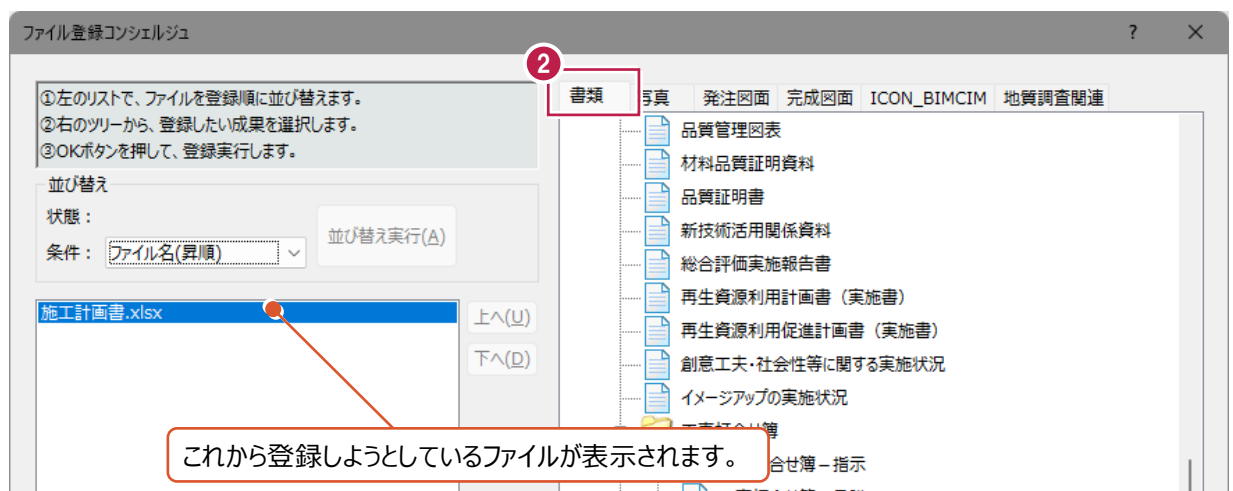 ファイル登録コンシェルジュ
? ×
①左のリストで、ファイルを登録順に並び替えます。
②右のツリーから、登録したい成果を選択します。
③OKボタンを押して、登録実行します。
並び替え
状態：
条件： ファイル名(昇順)
並び替え実行(A)
施工計画書.xlsx
上へ(U)
下へ(D)
これから登録しようとしているファイルが表示されます。
2
書類 写真 発注図面 完成図面 ICON_BIMCIM 地質調査関連
品質管理図表
材料品質証明資料
品質証明書
新技術活用関係資料
総合評価実施報告書
再生資源利用計画書（実施書）
再生資源利用促進計画書（実施書）
創意工夫・社会性等に関する実施状況
イメージアップの実施状況
合せ簿－指示